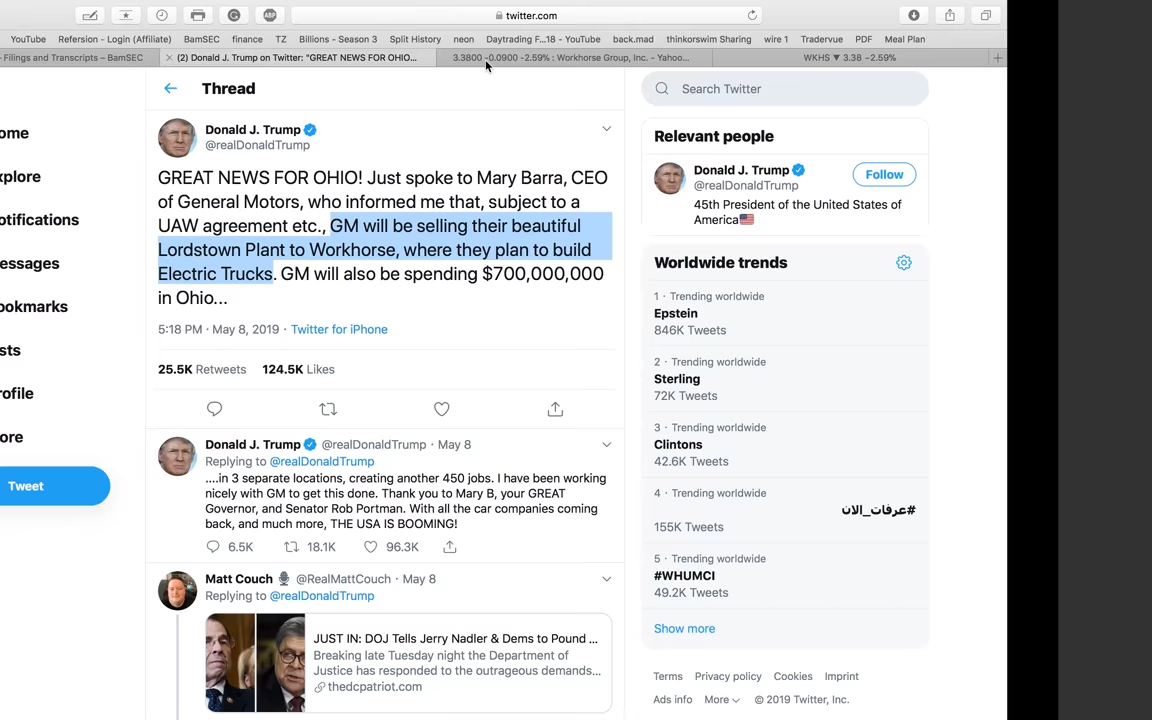 twitter.com
YouTube Refersion - Login (Affiliate) BamSEC finance TZ Billions - Season 3 Split History neon Daytrading F...18 - YouTube back.mad thinkorswim Sharing wire 1 Tradervue PDF Meal Plan
Filings and Transcripts – BamSEC (2) Donald J. Trump on Twitter: "GREAT NEWS FOR OHIO... 3.3800 -0.0900 -2.59% : Workhorse Group, Inc. - Yahoo... WKHS ▼ 3.38 −2.59%
ome
xplore
otifications
essages
ookmarks
sts
rofile
ore
Tweet
Thread
Donald J. Trump
@realDonaldTrump
GREAT NEWS FOR OHIO! Just spoke to Mary Barra, CEO
of General Motors, who informed me that, subject to a
UAW agreement etc., GM will be selling their beautiful
Lordstown Plant to Workhorse, where they plan to build
Electric Trucks. GM will also be spending $700,000,000
in Ohio...
5:18 PM · May 8, 2019 · Twitter for iPhone
25.5K Retweets 124.5K Likes
Donald J. Trump @realDonaldTrump · May 8
Replying to @realDonaldTrump
....in 3 separate locations, creating another 450 jobs. I have been working
nicely with GM to get this done. Thank you to Mary B, your GREAT
Governor, and Senator Rob Portman. With all the car companies coming
back, and much more, THE USA IS BOOMING!
6.5K 18.1K 96.3K
Matt Couch @RealMattCouch · May 8
Replying to @realDonaldTrump
JUST IN: DOJ Tells Jerry Nadler & Dems to Pound ...
Breaking late Tuesday night the Department of
Justice has responded to the outrageous demands...
thedcpatriot.com
Search Twitter
Relevant people
Donald J. Trump
@realDonaldTrump
Follow
45th President of the United States of
America
Worldwide trends
1 · Trending worldwide
Epstein
846K Tweets
2 · Trending worldwide
Sterling
72K Tweets
3 · Trending worldwide
Clintons
42.6K Tweets
4 · Trending worldwide
#عرفات_الان
155K Tweets
5 · Trending worldwide
#WHUMCI
49.2K Tweets
Show more
Terms Privacy policy Cookies Imprint
Ads info More © 2019 Twitter, Inc.